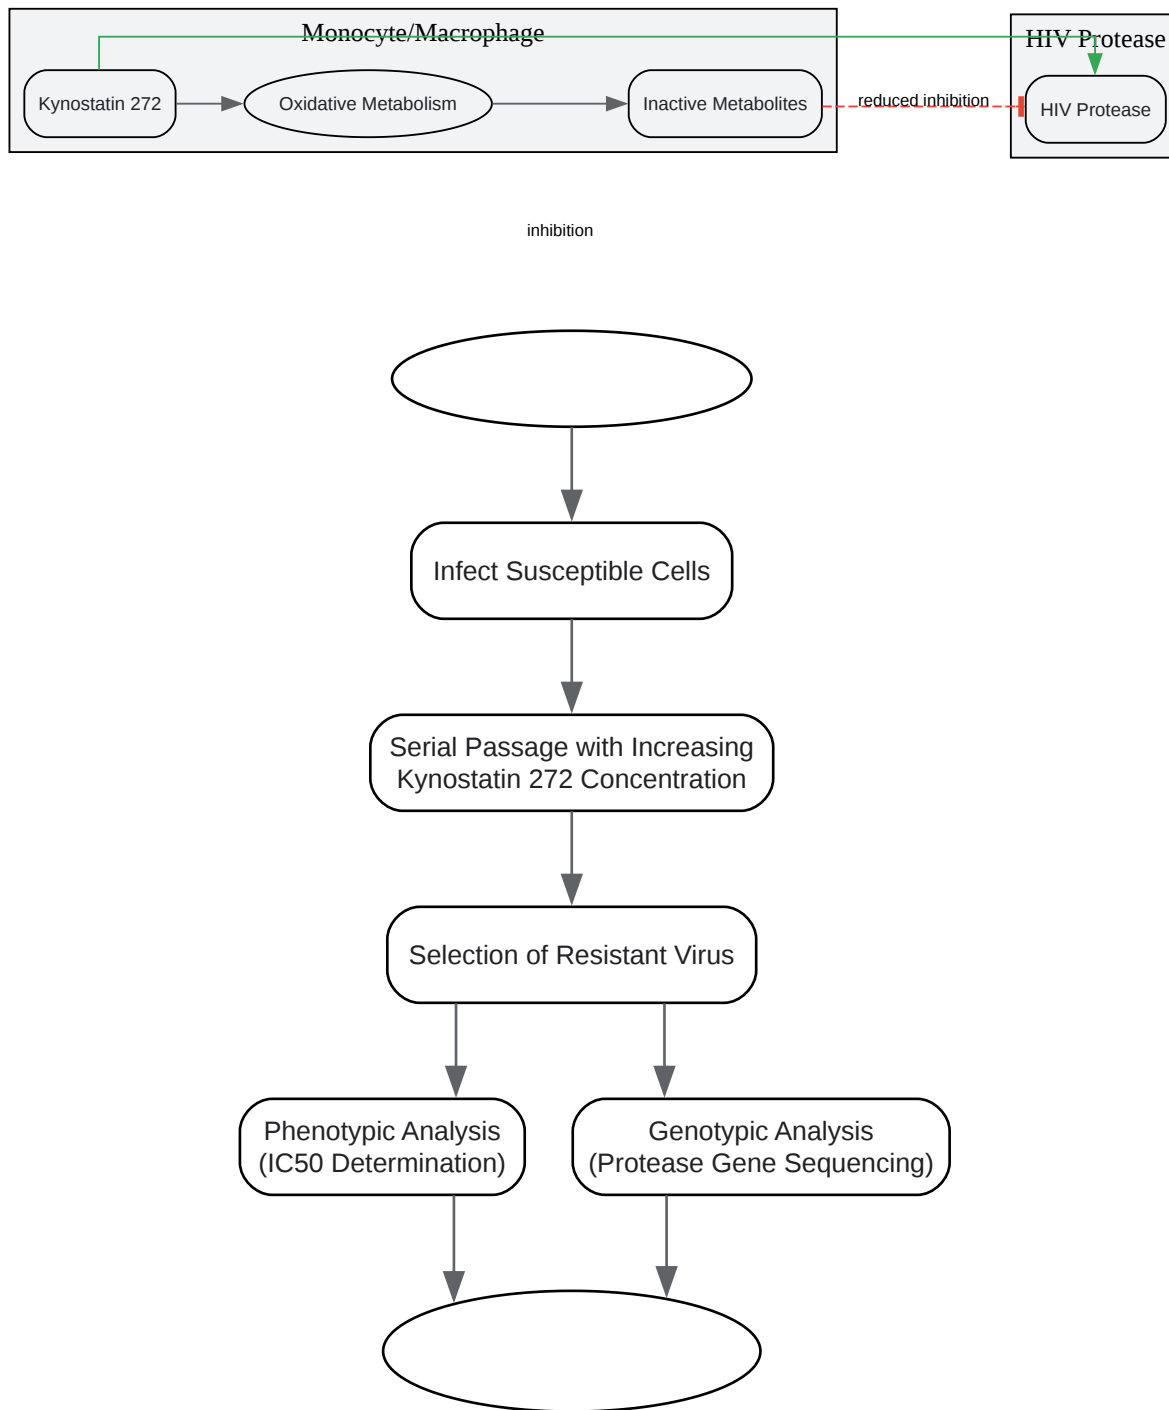 Monocyte/Macrophage
HIV Protease
Kynostatin 272
Oxidative Metabolism
Inactive Metabolites
reduced inhibition
HIV Protease
inhibition
Infect Susceptible Cells
Serial Passage with Increasing
Kynostatin 272 Concentration
Selection of Resistant Virus
Phenotypic Analysis
(IC50 Determination)
Genotypic Analysis
(Protease Gene Sequencing)